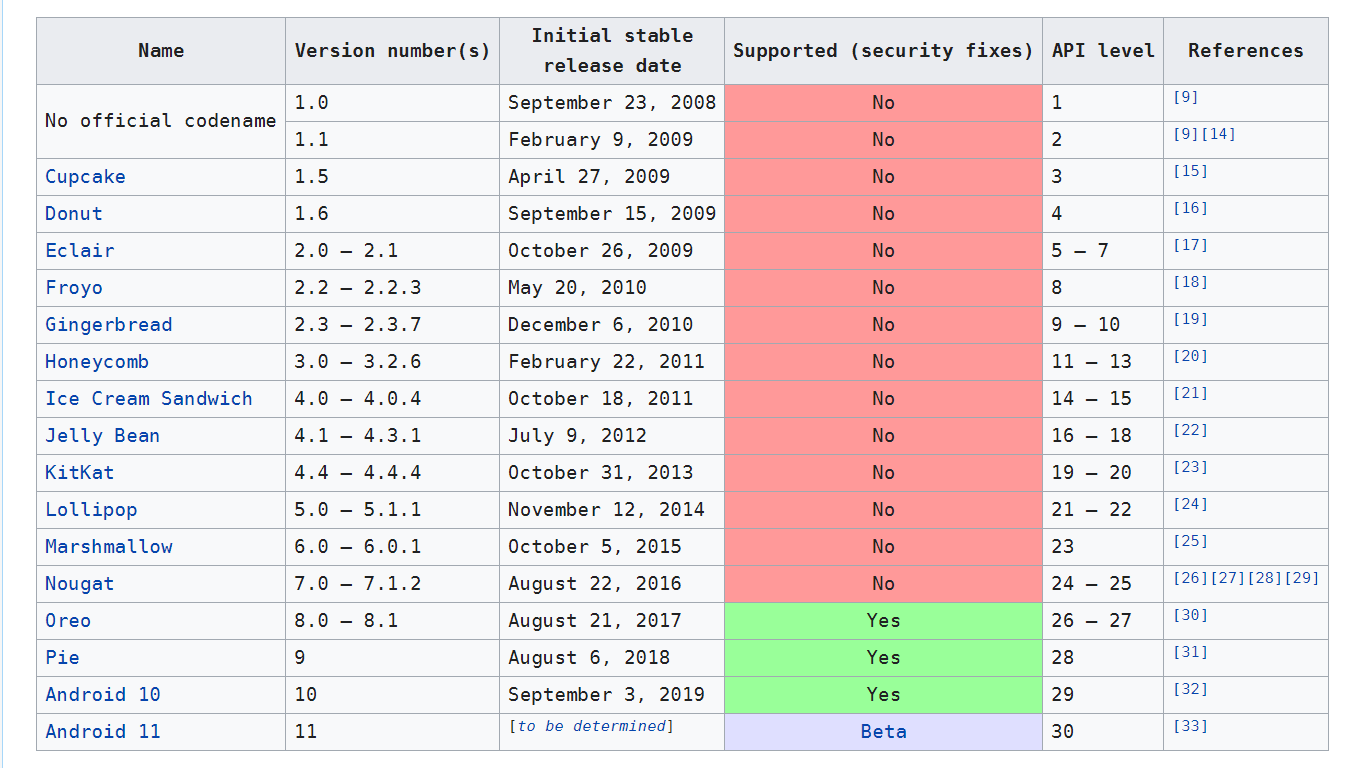 Name Version number(s) Initial stable release date Supported (security fixes) API level References
No official codename 1.0 September 23, 2008 No 1 [9]
1.1 February 9, 2009 No 2 [9][14]
Cupcake 1.5 April 27, 2009 No 3 [15]
Donut 1.6 September 15, 2009 No 4 [16]
Eclair 2.0 – 2.1 October 26, 2009 No 5 – 7 [17]
Froyo 2.2 – 2.2.3 May 20, 2010 No 8 [18]
Gingerbread 2.3 – 2.3.7 December 6, 2010 No 9 – 10 [19]
Honeycomb 3.0 – 3.2.6 February 22, 2011 No 11 – 13 [20]
Ice Cream Sandwich 4.0 – 4.0.4 October 18, 2011 No 14 – 15 [21]
Jelly Bean 4.1 – 4.3.1 July 9, 2012 No 16 – 18 [22]
KitKat 4.4 – 4.4.4 October 31, 2013 No 19 – 20 [23]
Lollipop 5.0 – 5.1.1 November 12, 2014 No 21 – 22 [24]
Marshmallow 6.0 – 6.0.1 October 5, 2015 No 23 [25]
Nougat 7.0 – 7.1.2 August 22, 2016 No 24 – 25 [26][27][28][29]
Oreo 8.0 – 8.1 August 21, 2017 Yes 26 – 27 [30]
Pie 9 August 6, 2018 Yes 28 [31]
Android 10 10 September 3, 2019 Yes 29 [32]
Android 11 11 [to be determined] Beta 30 [33]